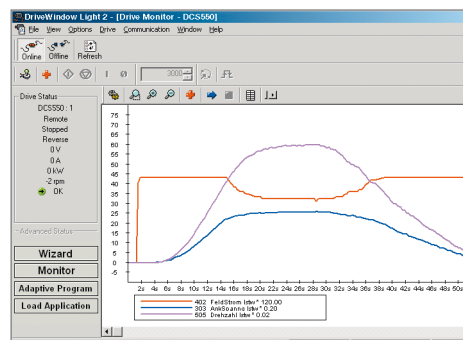 DriveWindow Light 2 - [Drive Monitor - DCS550]
File View Options Drive Communication Window Help
Online Offline Refresh
I 0 3000
Drive Status
DCS550 : 1
Remote
Stopped
Reverse
0 V
0 A
0 kW
-2 rpm
OK
Advanced Status
Wizard
Monitor
Adaptive Program
Load Application
75
70
65
60
55
50
45
40
35
30
25
20
15
10
5
0
-5
2s 4s 6s 8s 10s 12s 14s 16s 18s 20s 22s 24s 26s 28s 30s 32s 34s 36s 38s 40s 42s 44s 46s 48s 50s
402 FeldStrom Istw * 120.00
303 AnkSpanng Istw * 0.20
505 Drehzahl Istw * 0.02